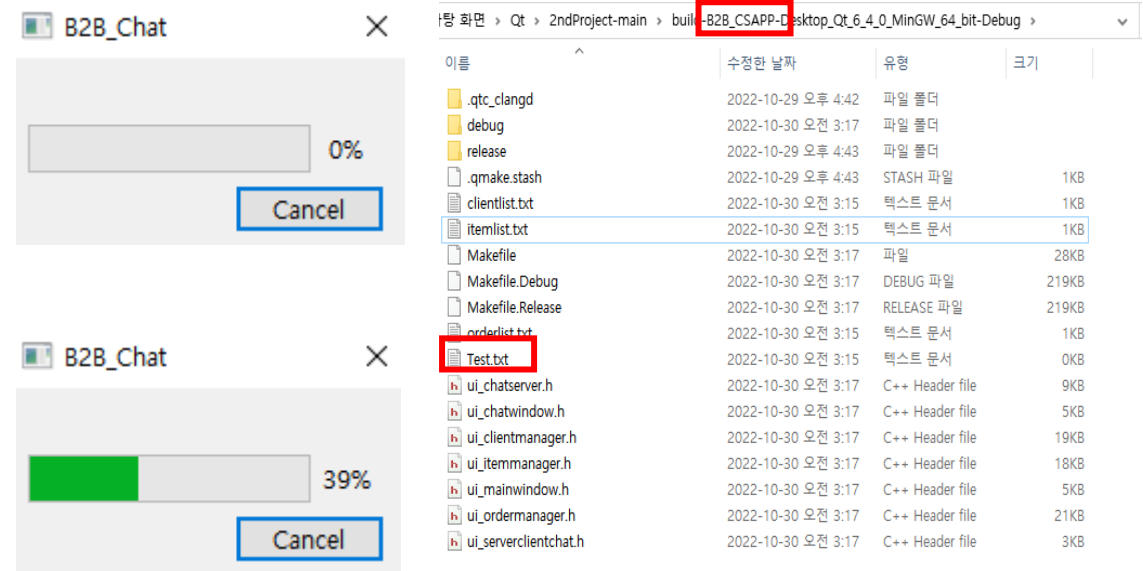 B2B_Chat
0%
Cancel
B2B_Chat
39%
Cancel
탕 화면 > Qt > 2ndProject-main > build-B2B_CSAPP-Desktop_Qt_6_4_0_MinGW_64_bit-Debug >
이름 수정한 날짜 유형 크기
.qtc_clangd 2022-10-29 오후 4:42 파일 폴더
debug 2022-10-30 오전 3:17 파일 폴더
release 2022-10-29 오후 4:43 파일 폴더
.qmake.stash 2022-10-29 오후 4:43 STASH 파일 1KB
clientlist.txt 2022-10-30 오전 3:15 텍스트 문서 1KB
itemlist.txt 2022-10-30 오전 3:15 텍스트 문서 1KB
Makefile 2022-10-30 오전 3:17 파일 28KB
Makefile.Debug 2022-10-30 오전 3:17 DEBUG 파일 219KB
Makefile.Release 2022-10-30 오전 3:17 RELEASE 파일 219KB
orderlist.txt 2022-10-30 오전 3:15 텍스트 문서 1KB
Test.txt 2022-10-30 오전 3:15 텍스트 문서 0KB
ui_chatserver.h 2022-10-30 오전 3:17 C++ Header file 9KB
ui_chatwindow.h 2022-10-30 오전 3:17 C++ Header file 5KB
ui_clientmanager.h 2022-10-30 오전 3:17 C++ Header file 19KB
ui_itemmanager.h 2022-10-30 오전 3:17 C++ Header file 18KB
ui_mainwindow.h 2022-10-30 오전 3:17 C++ Header file 5KB
ui_ordermanager.h 2022-10-30 오전 3:17 C++ Header file 21KB
ui_serverclientchat.h 2022-10-30 오전 3:17 C++ Header file 3KB